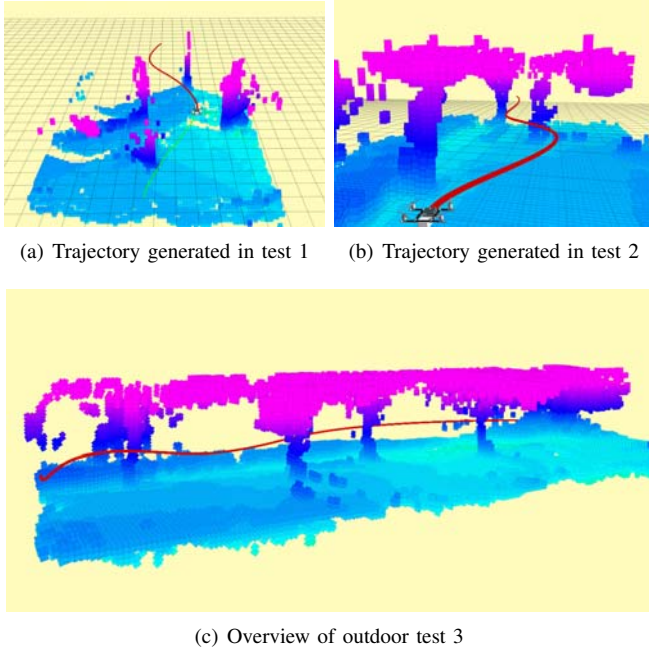 (a) Trajectory generated in test 1
(b) Trajectory generated in test 2
(c) Overview of outdoor test 3